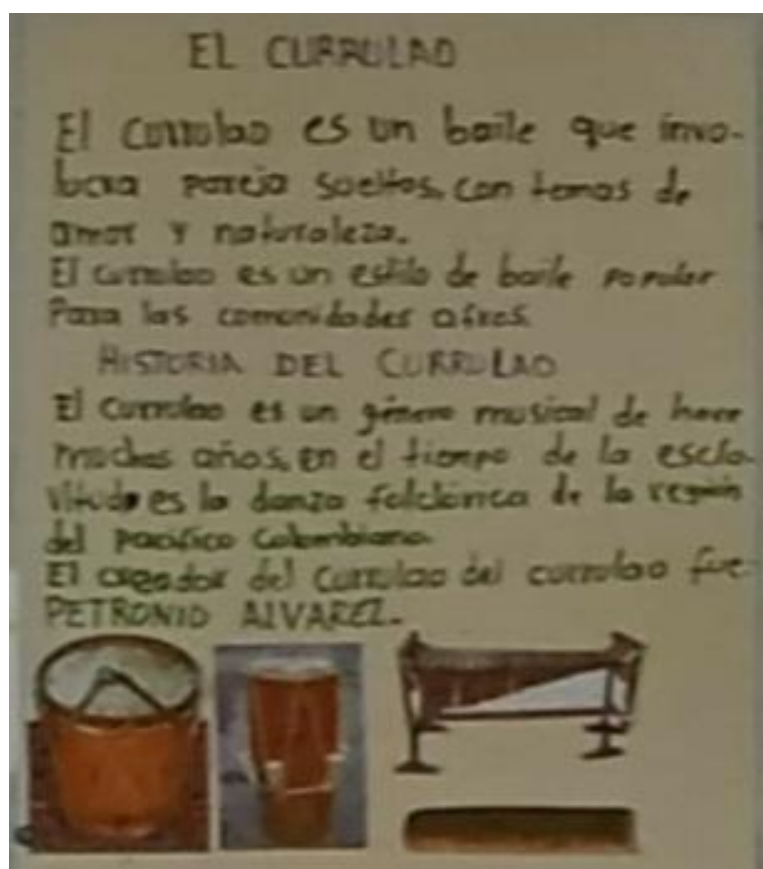 EL CURRULAO
El currulao es un baile que invo-
lucra pareja sueltos, con temas de
amor y naturaleza.
El currulao es un estilo de baile popular
Para las comunidades afros.
HISTORIA DEL CURRULAO
El currulao es un género musical de hace
muchos años, en el tiempo de la escla-
vitud es la danza folclórica de la región
del pacífico Colombiano.
El creador del currulao del currulao fue
PETRONIO ALVAREZ.